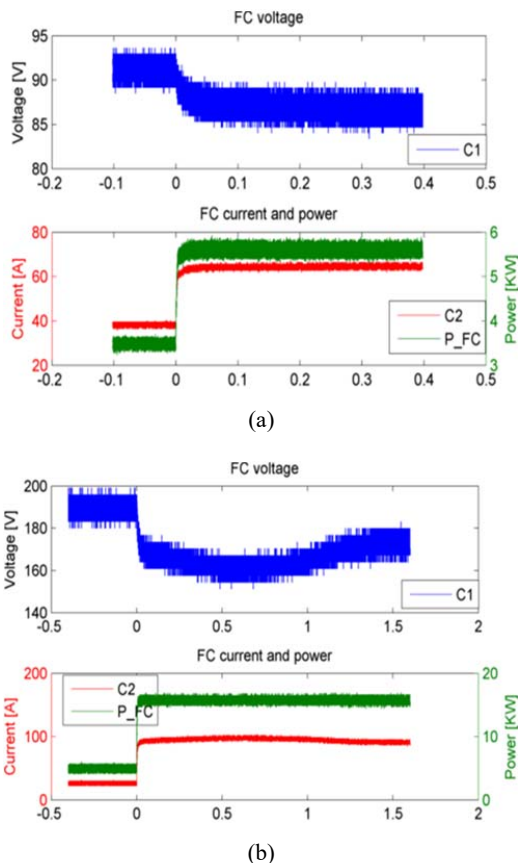 FC voltage
Voltage [V]
95
90
85
80
-0.2 -0.1 0 0.1 0.2 0.3 0.4 0.5
C1
FC current and power
Current [A]
80
60
40
20
Power [KW]
6
5
4
3
C2
P_FC
-0.2 -0.1 0 0.1 0.2 0.3 0.4 0.5
(a)
FC voltage
Voltage [V]
200
180
160
140
-0.5 0 0.5 1 1.5 2
C1
FC current and power
Current [A]
200
100
0
Power [KW]
20
10
0
C2
P_FC
-0.5 0 0.5 1 1.5 2
(b)